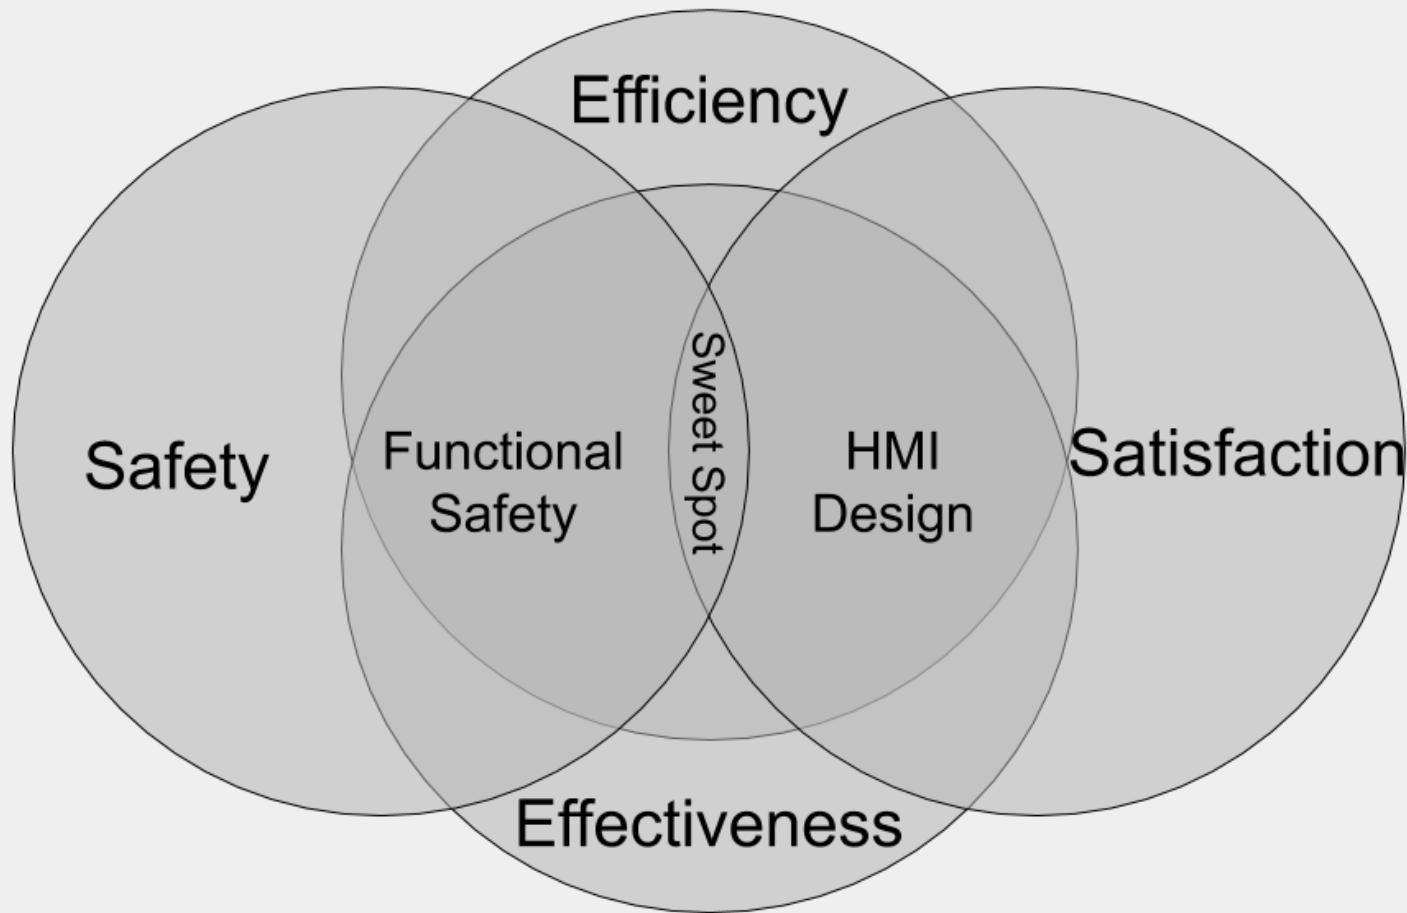 Efficiency
Safety
Functional
Safety
Sweet Spot
HMI
Design
Satisfaction
Effectiveness